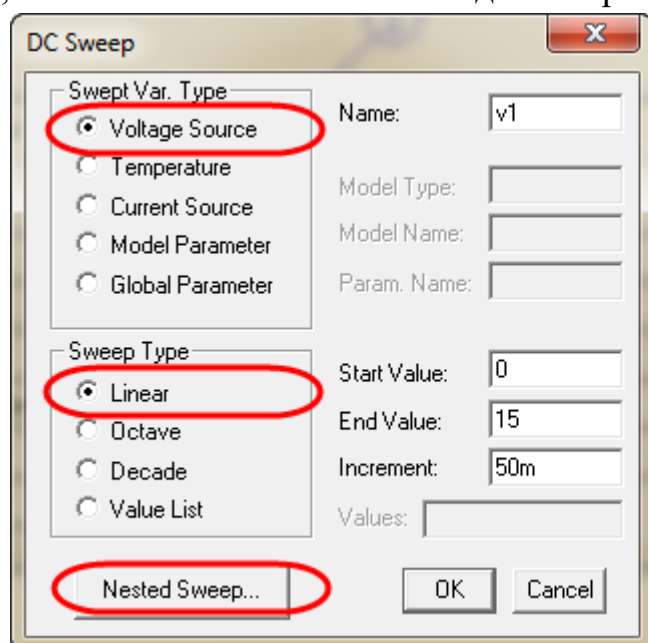 DC Sweep
Swept Var. Type
Voltage Source
Temperature
Current Source
Model Parameter
Global Parameter
Name: v1
Model Type:
Model Name:
Param. Name:
Sweep Type
Linear
Octave
Decade
Value List
Start Value: 0
End Value: 15
Increment: 50m
Values:
Nested Sweep...
OK
Cancel